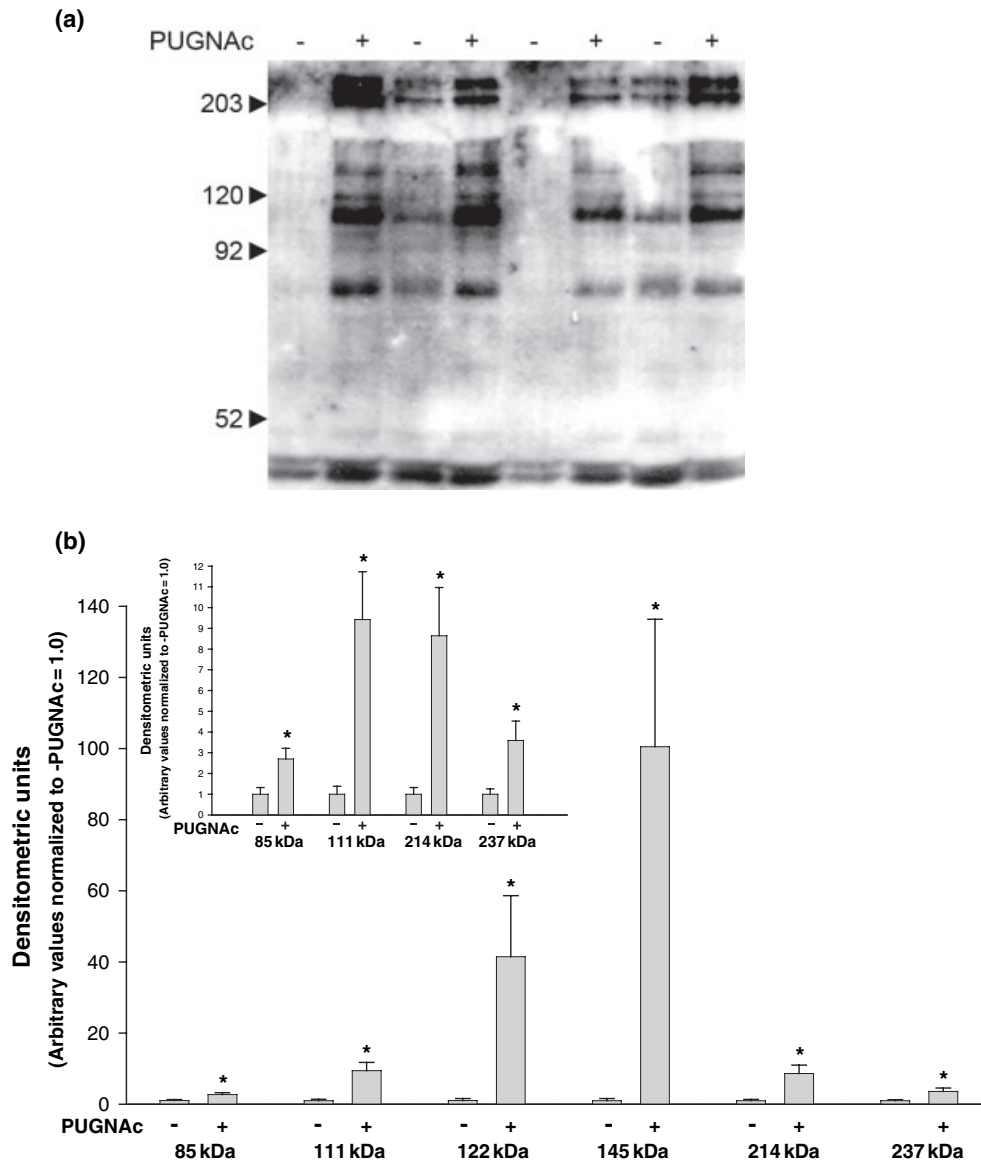 (a)
PUGNAc - + - + - + - +
203
120
92
52
(b)
Densitometric units
(Arbitrary values normalized to -PUGNAc = 1.0)
140
120
100
80
60
40
20
0
Densitometric units
(Arbitrary values normalized to -PUGNAc = 1.0)
12
11
10
9
8
7
6
5
4
3
2
1
0
* * * *
PUGNAc - + - + - + - +
85 kDa 111 kDa 214 kDa 237 kDa
* * * * * *
PUGNAc - + - + - + - + - + +
85 kDa 111 kDa 122 kDa 145 kDa 214 kDa 237 kDa